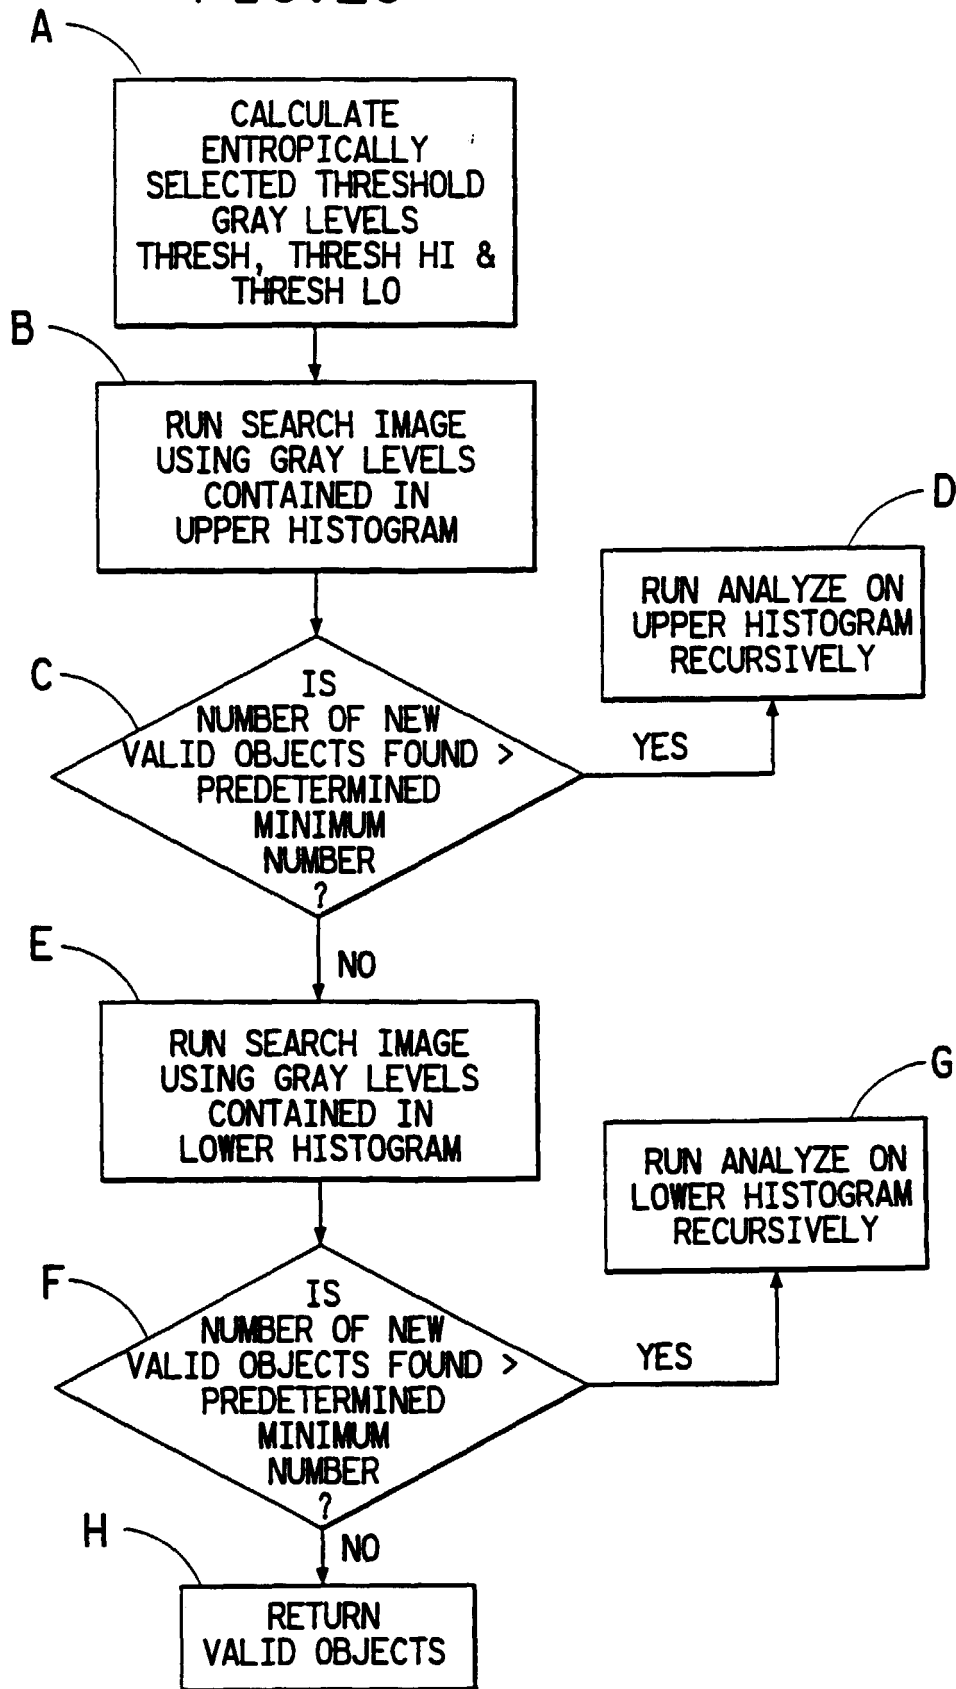 A
CALCULATE
ENTROPICALLY
SELECTED THRESHOLD
GRAY LEVELS
THRESH, THRESH HI &
THRESH LO
B
RUN SEARCH IMAGE
USING GRAY LEVELS
CONTAINED IN
UPPER HISTOGRAM
D
RUN ANALYZE ON
UPPER HISTOGRAM
RECURSIVELY
C
IS
NUMBER OF NEW
VALID OBJECTS FOUND >
PREDETERMINED
MINIMUM
NUMBER
?
YES
NO
E
RUN SEARCH IMAGE
USING GRAY LEVELS
CONTAINED IN
LOWER HISTOGRAM
G
RUN ANALYZE ON
LOWER HISTOGRAM
RECURSIVELY
F
IS
NUMBER OF NEW
VALID OBJECTS FOUND >
PREDETERMINED
MINIMUM
NUMBER
?
YES
NO
H
RETURN
VALID OBJECTS